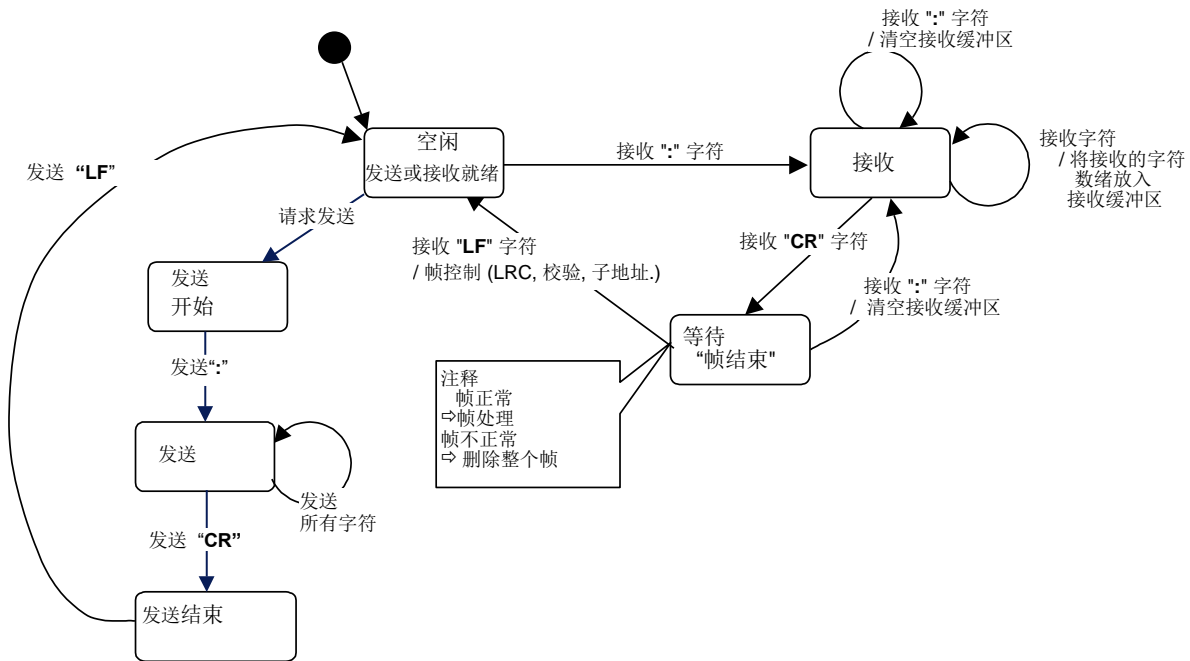 接收 ":" 字符
/ 清空接收缓冲区
空闲
发送或接收就绪
接收 ":" 字符
接收
接收字符
/ 将接收的字符
数绪放入
接收缓冲区
发送 “LF”
请求发送
接收 "LF" 字符
/ 帧控制 (LRC, 校验, 子地址.)
接收 "CR" 字符
接收 ":" 字符
/ 清空接收缓冲区
发送
开始
等待
“帧结束"
发送“:”
注释
帧正常
⇨帧处理
帧不正常
⇨ 删除整个帧
发送
发送
所有字符
发送 “CR”
发送结束